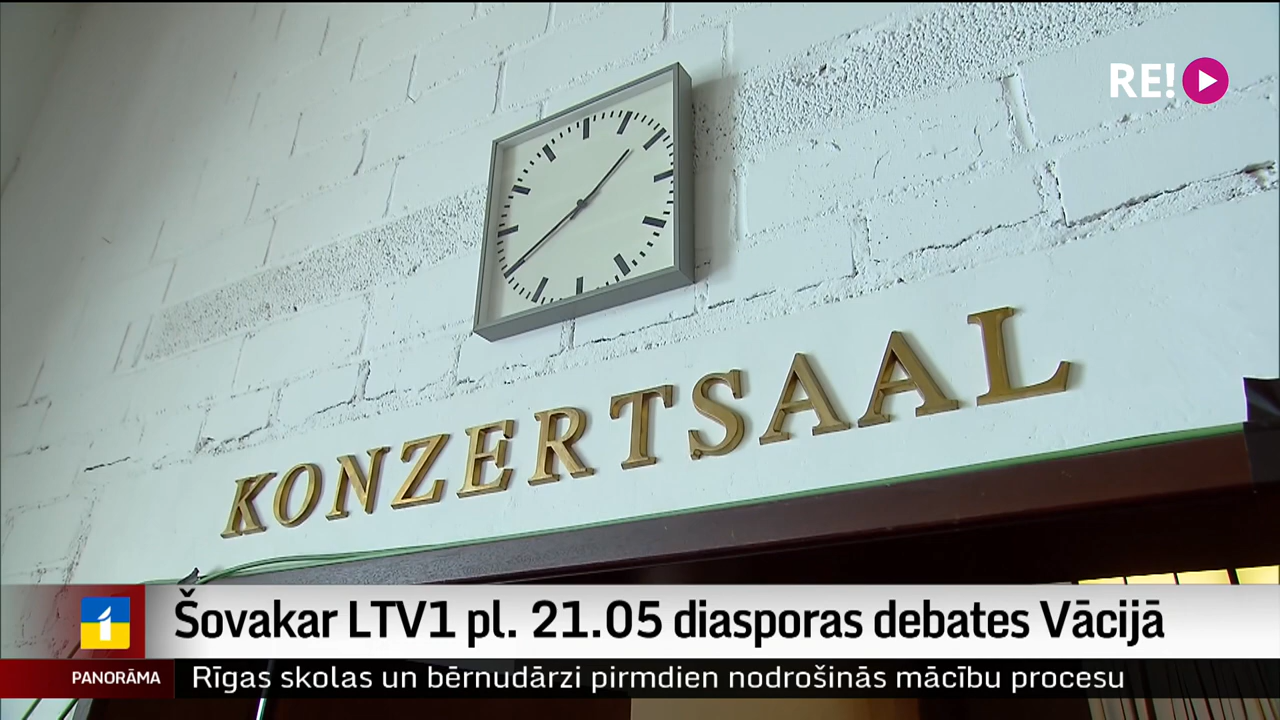 RE!
KONZERTSAAL
1
Šovakar LTV1 pl. 21.05 diasporas debates Vācijā
PANORĀMA
Rīgas skolas un bērnudārzi pirmdien nodrošinās mācību procesu